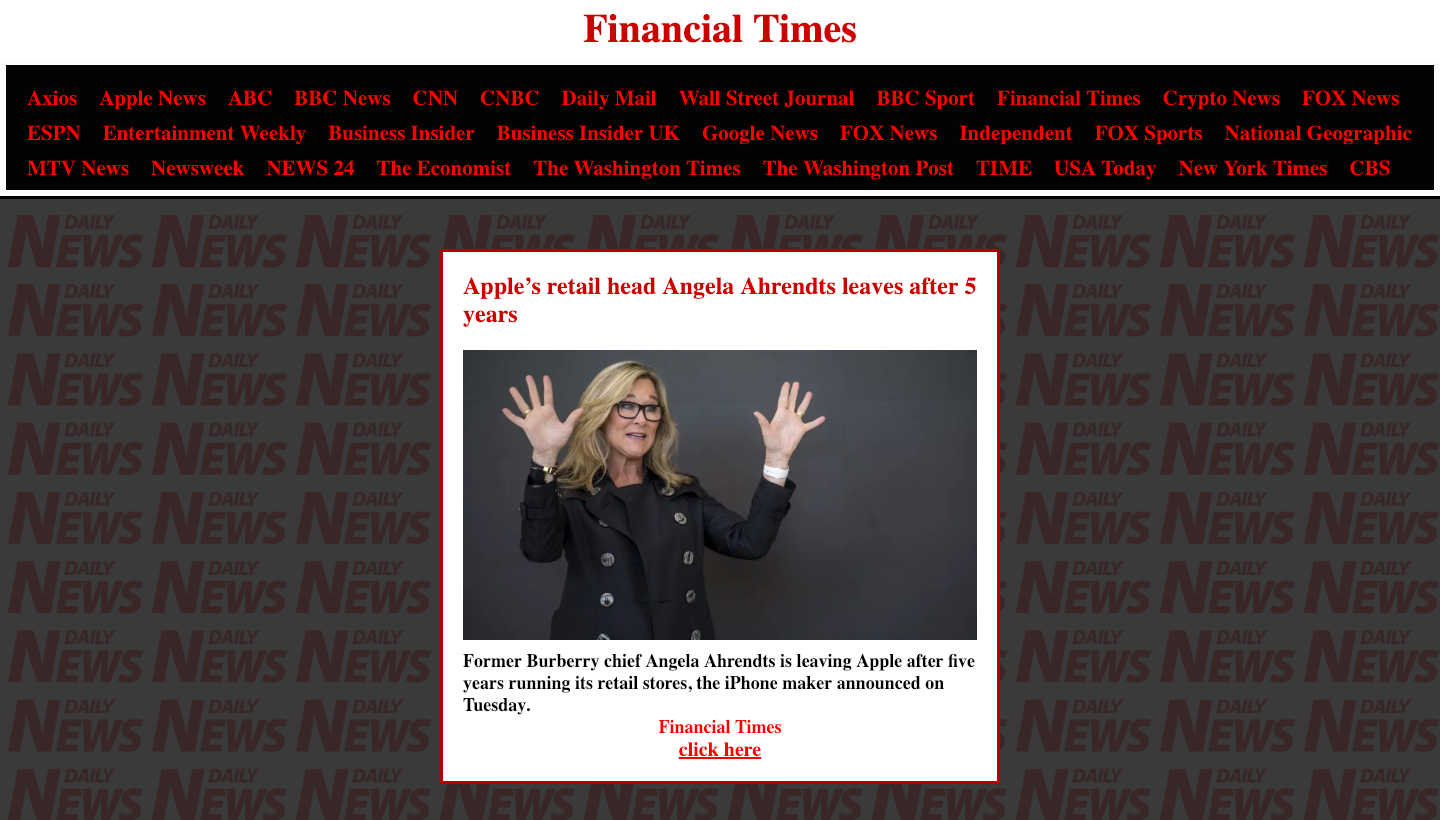 Financial Times
Axios Apple News ABC BBC News CNN CNBC Daily Mail Wall Street Journal BBC Sport Financial Times Crypto News FOX News
ESPN Entertainment Weekly Business Insider Business Insider UK Google News FOX News Independent FOX Sports National Geographic
MTV News Newsweek NEWS 24 The Economist The Washington Times The Washington Post TIME USA Today New York Times CBS
DAILY NEWS
Apple’s retail head Angela Ahrendts leaves after 5
years
Former Burberry chief Angela Ahrendts is leaving Apple after five
years running its retail stores, the iPhone maker announced on
Tuesday.
Financial Times
click here